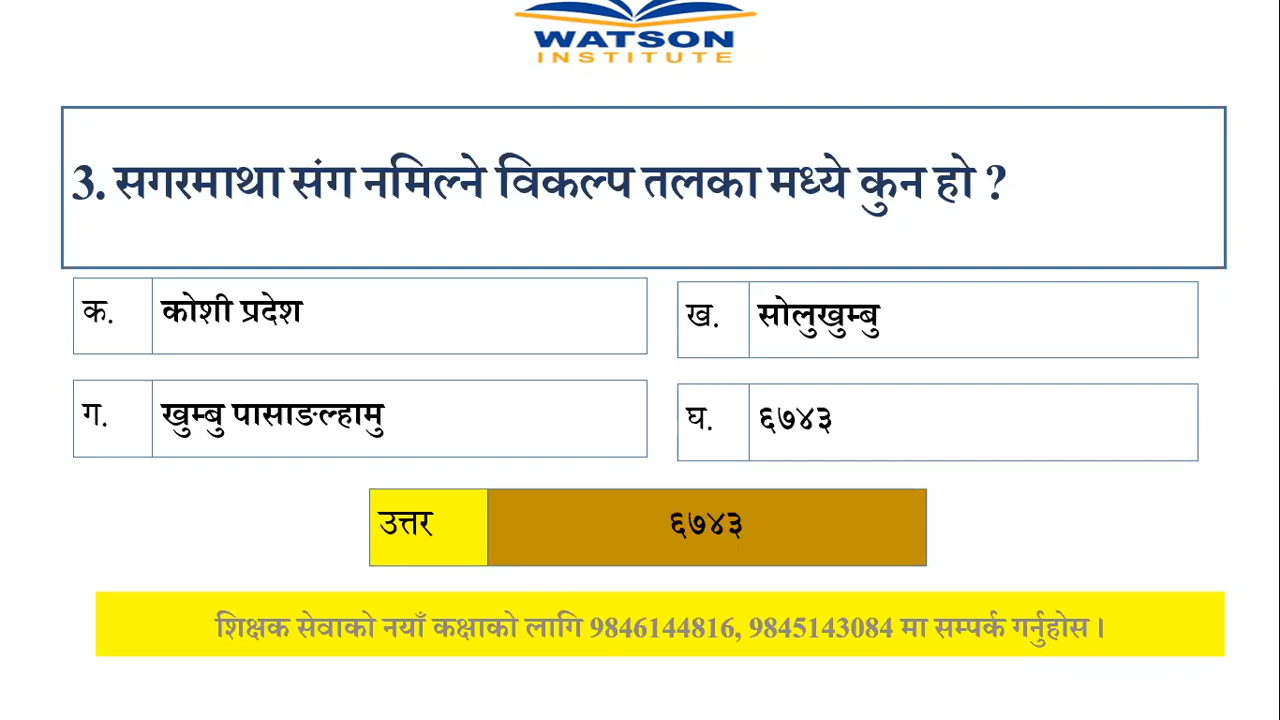 WATSON
INSTITUTE
3. सगरमाथा संग नमिल्ने विकल्प तलका मध्ये कुन हो ?
क. कोशी प्रदेश
ख. सोलुखुम्बु
ग. खुम्बु पासाङल्हामु
घ. ६७४३
उत्तर ६७४३
शिक्षक सेवाको नयाँ कक्षाको लागि 9846144816, 9845143084 मा सम्पर्क गर्नुहोस ।